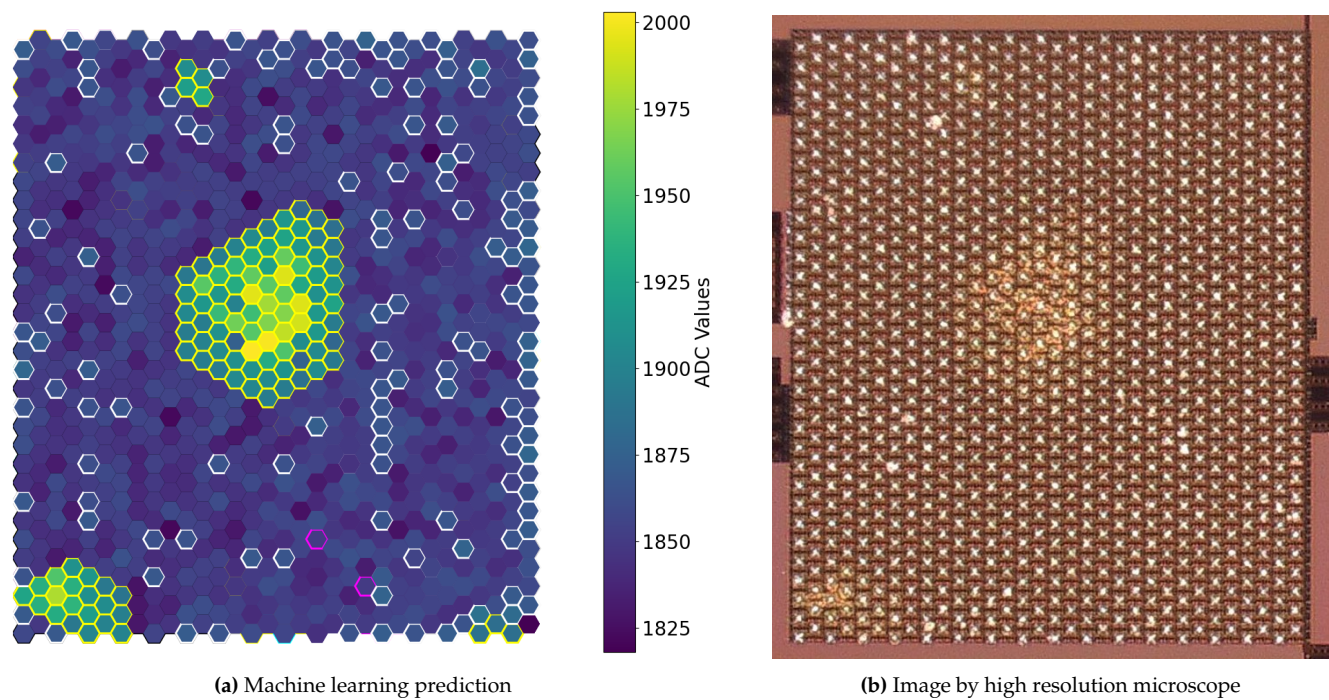 2000
1975
1950
1925
1900
1875
1850
1825
ADC Values
(a) Machine learning prediction
(b) Image by high resolution microscope